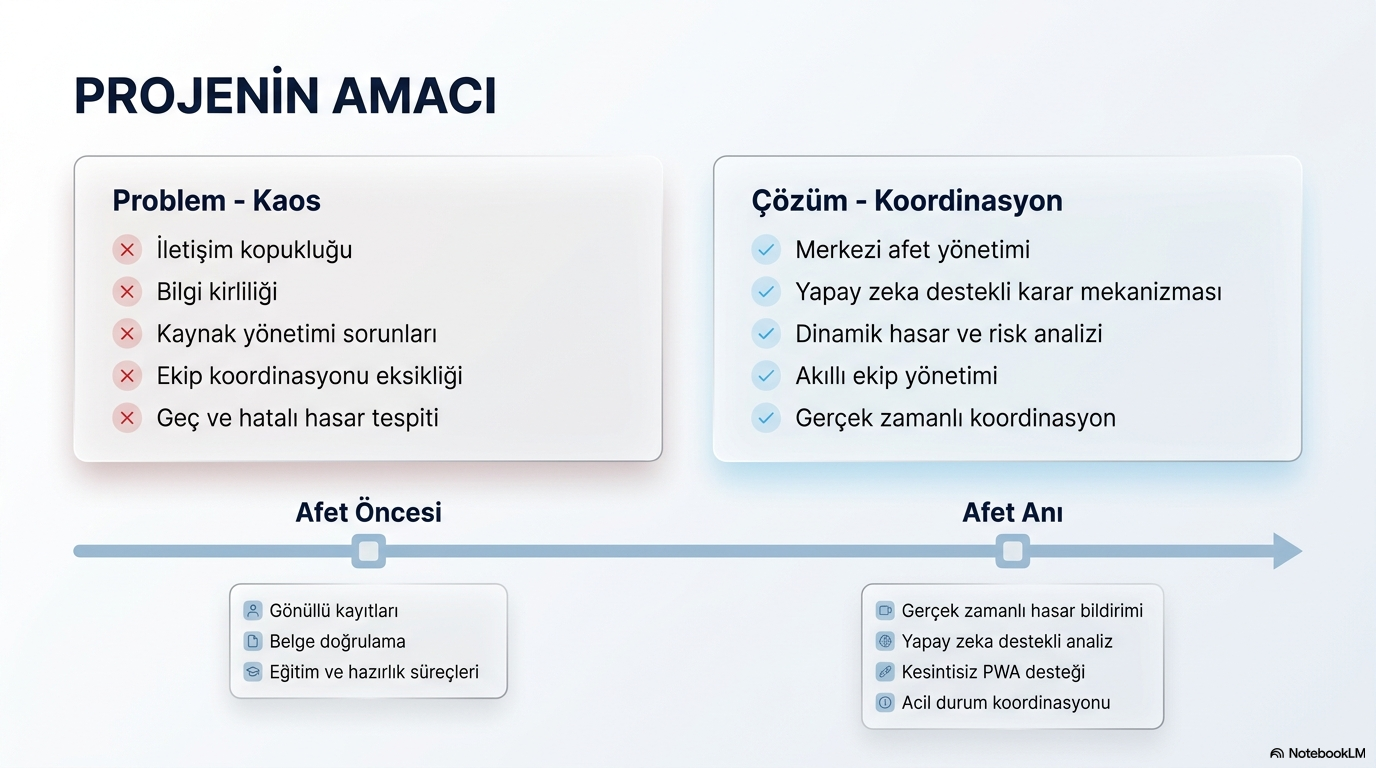 PROJENİN AMACI
Problem - Kaos
İletişim kopukluğu
Bilgi kirliliği
Kaynak yönetimi sorunları
Ekip koordinasyonu eksikliği
Geç ve hatalı hasar tespiti
Çözüm - Koordinasyon
Merkezi afet yönetimi
Yapay zeka destekli karar mekanizması
Dinamik hasar ve risk analizi
Akıllı ekip yönetimi
Gerçek zamanlı koordinasyon
Afet Öncesi
Gönüllü kayıtları
Belge doğrulama
Eğitim ve hazırlık süreçleri
Afet Anı
Gerçek zamanlı hasar bildirimi
Yapay zeka destekli analiz
Kesintisiz PWA desteği
Acil durum koordinasyonu
NotebookLM